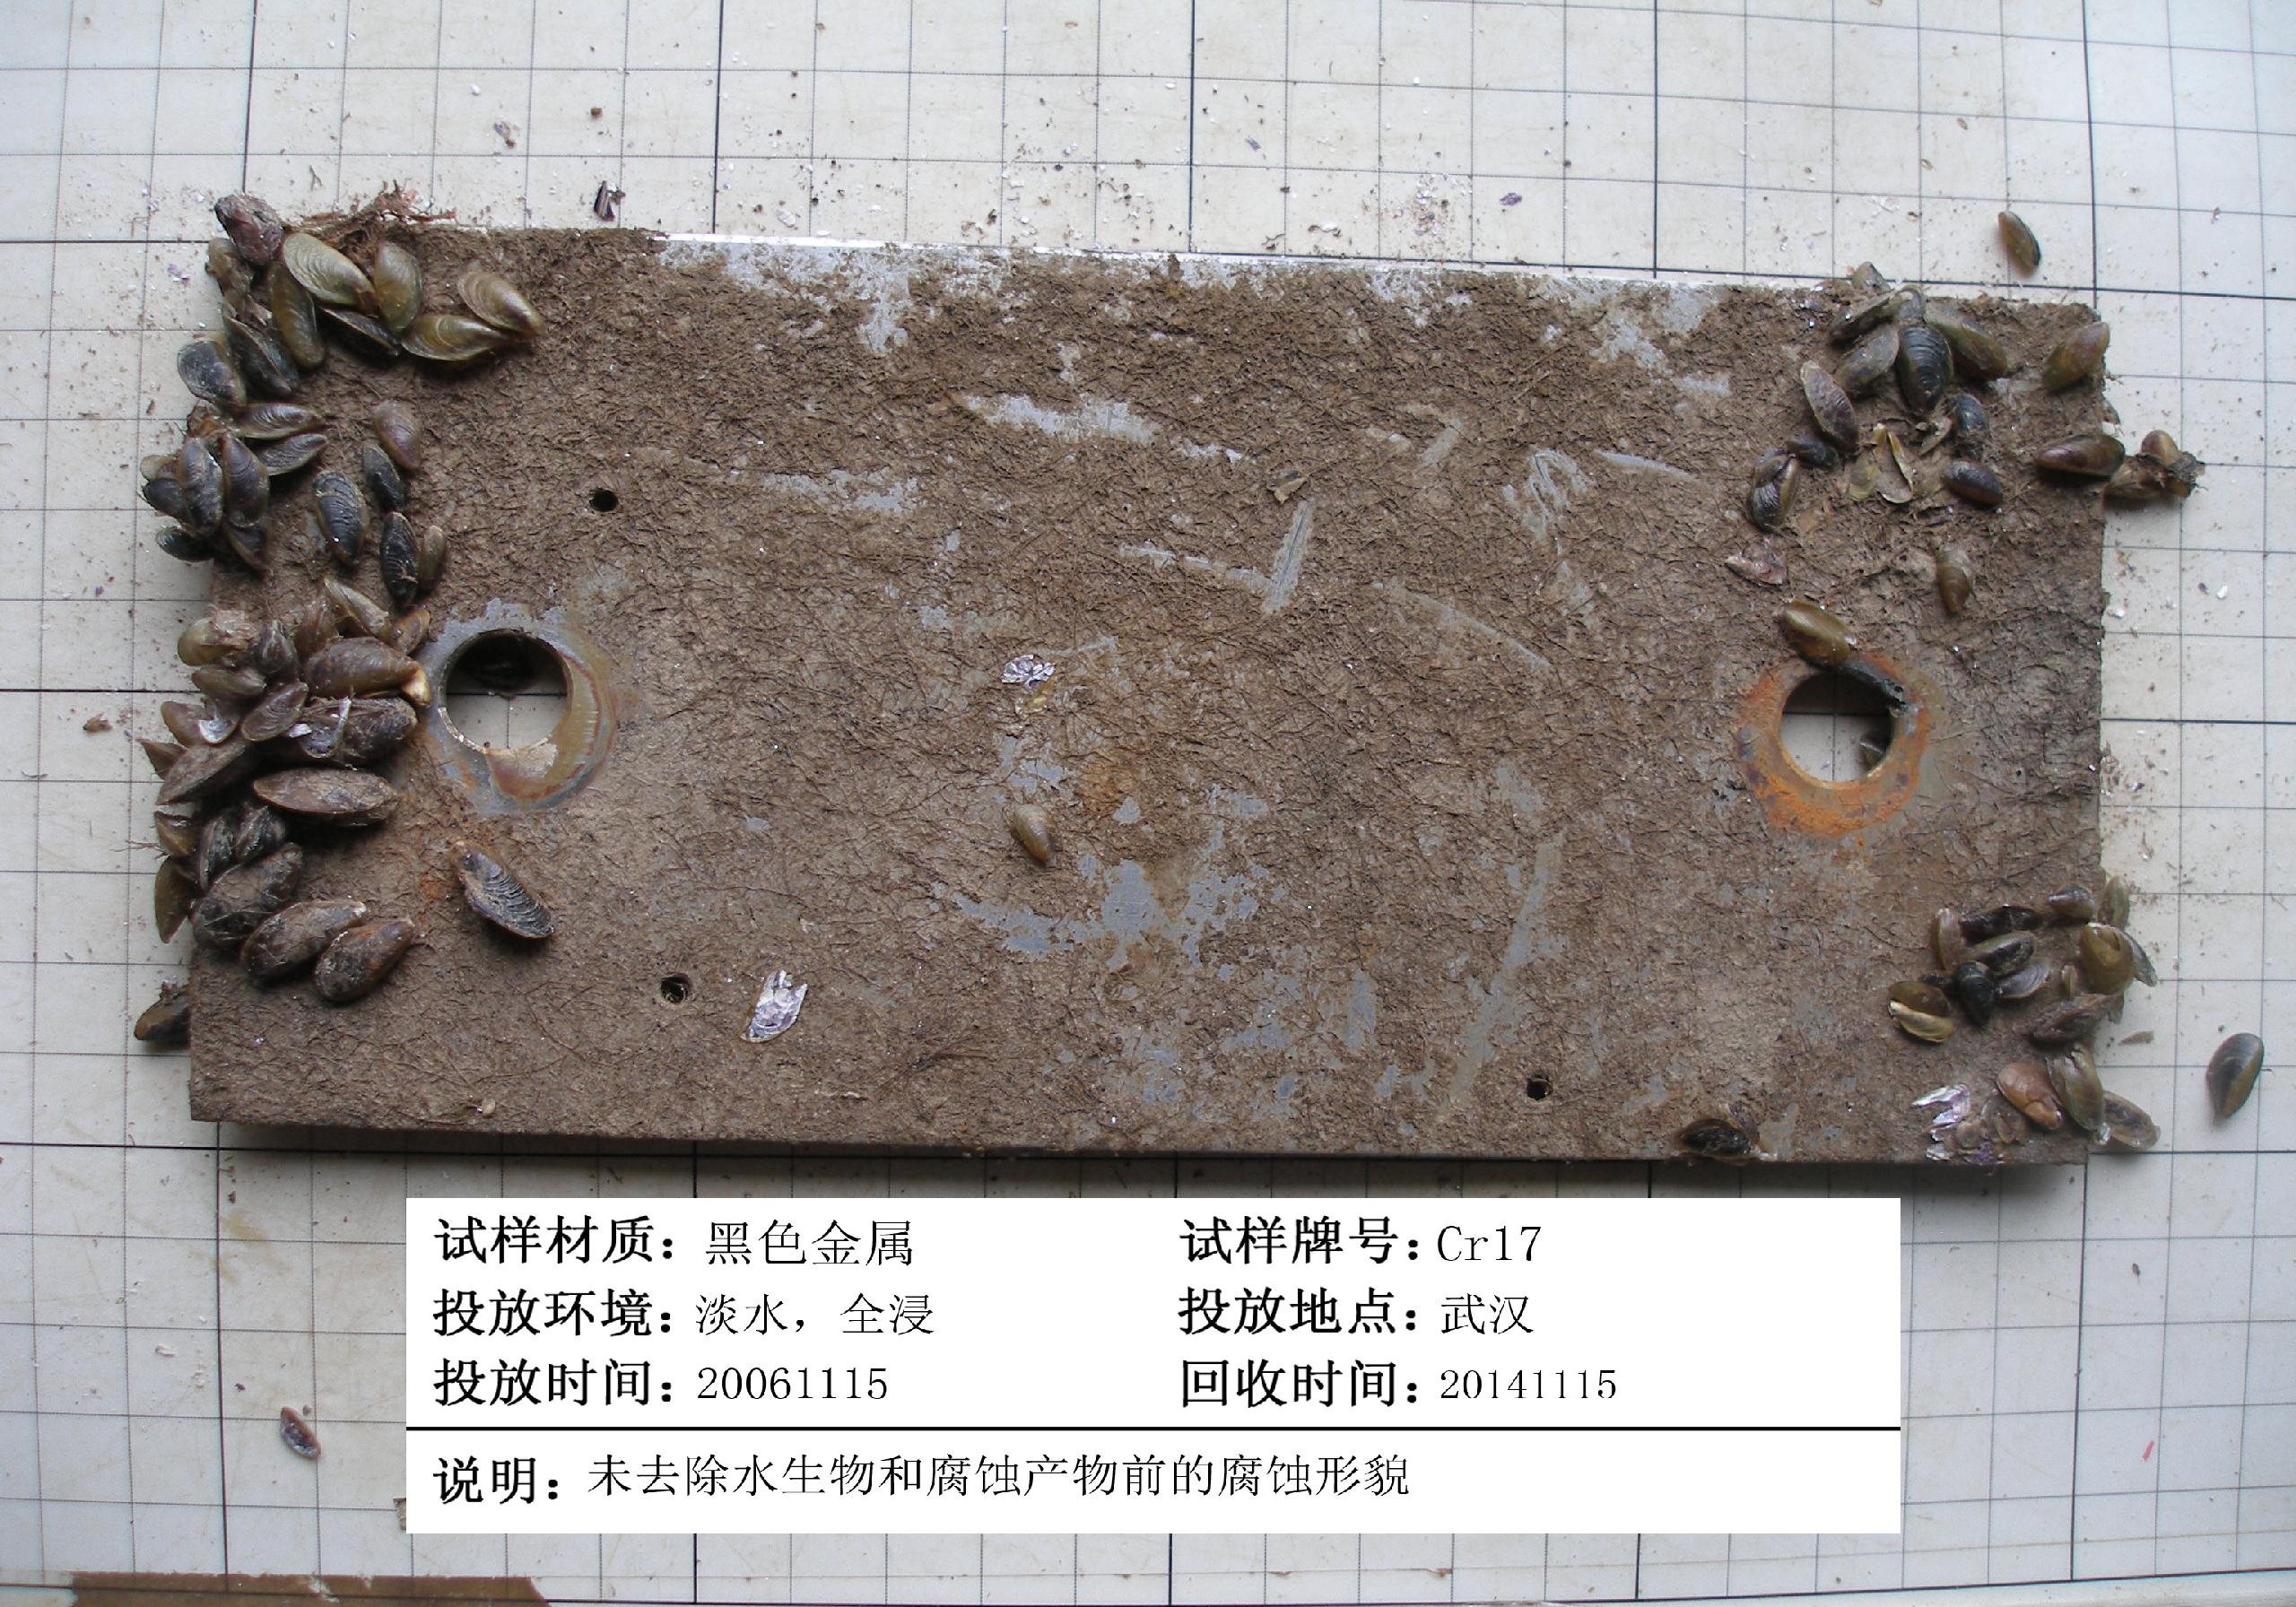 试样材质：黑色金属 试样牌号：Cr17
投放环境：淡水，全浸 投放地点：武汉
投放时间：20061115 回收时间：20141115
说明：未去除水生物和腐蚀产物前的腐蚀形貌